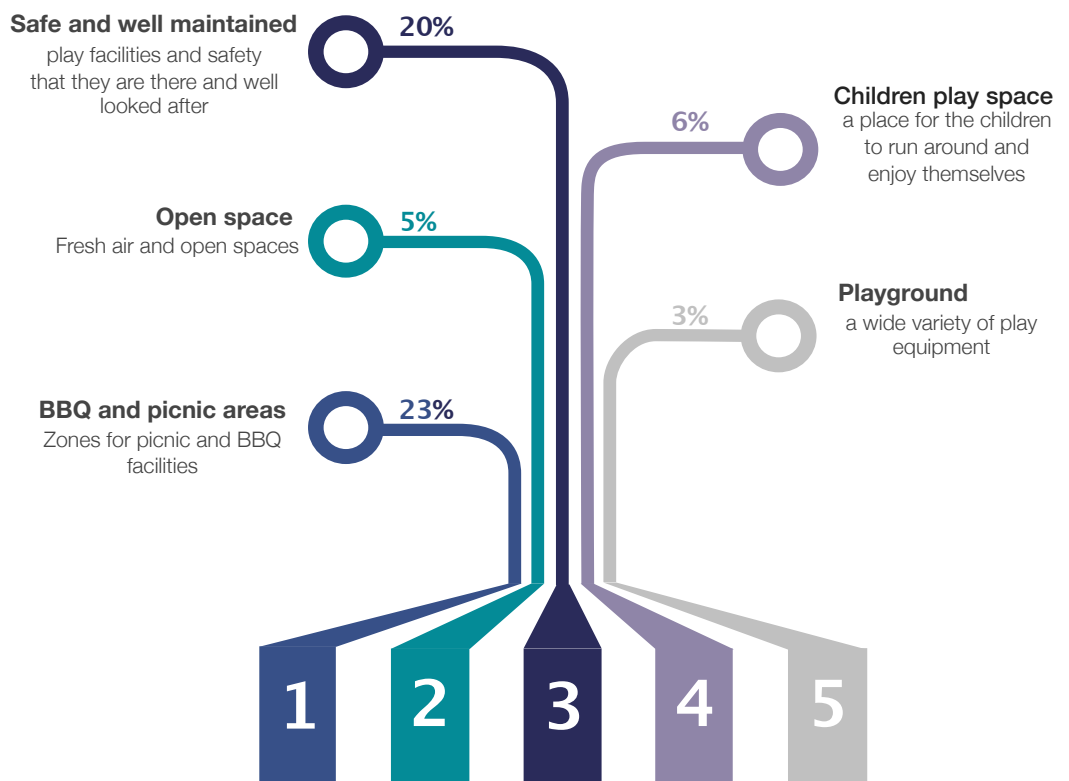 Safe and well maintained
play facilities and safety
that they are there and well
looked after
20%
Children play space
a place for the children
to run around and
enjoy themselves
6%
Open space
Fresh air and open spaces
5%
Playground
a wide variety of play
equipment
3%
BBQ and picnic areas
Zones for picnic and BBQ
facilities
23%
1
2
3
4
5